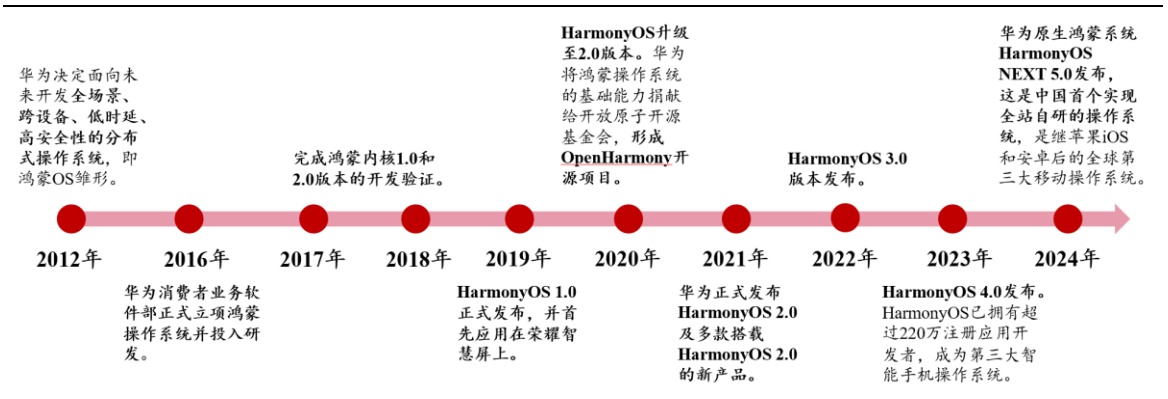 华为决定面向未
来开发全场景、
跨设备、低时延、
高安全性的分布
式操作系统，即
鸿蒙OS雏形。
完成鸿蒙内核1.0和
2.0版本的开发验证。
HarmonyOS升级
至2.0版本。华为
将鸿蒙操作系统
的基础能力捐献
给开放原子开源
基金会，形成
OpenHarmony开
源项目。
HarmonyOS 3.0
版本发布。
华为原生鸿蒙系统
HarmonyOS
NEXT 5.0发布，
这是中国首个实现
全站自研的操作系
统，是继苹果iOS
和安卓后的全球第
三大移动操作系统。
2012年 2016年 2017年 2018年 2019年 2020年 2021年 2022年 2023年 2024年
华为消费者业务软
件部正式立项鸿蒙
操作系统并投入研
发。
HarmonyOS 1.0
正式发布，并首
先应用在荣耀智
慧屏上。
华为正式发布
HarmonyOS 2.0
及多款搭载
HarmonyOS 2.0
的新产品。
HarmonyOS 4.0发布。
HarmonyOS已拥有超
过220万注册应用开
发者，成为第三大智
能手机操作系统。